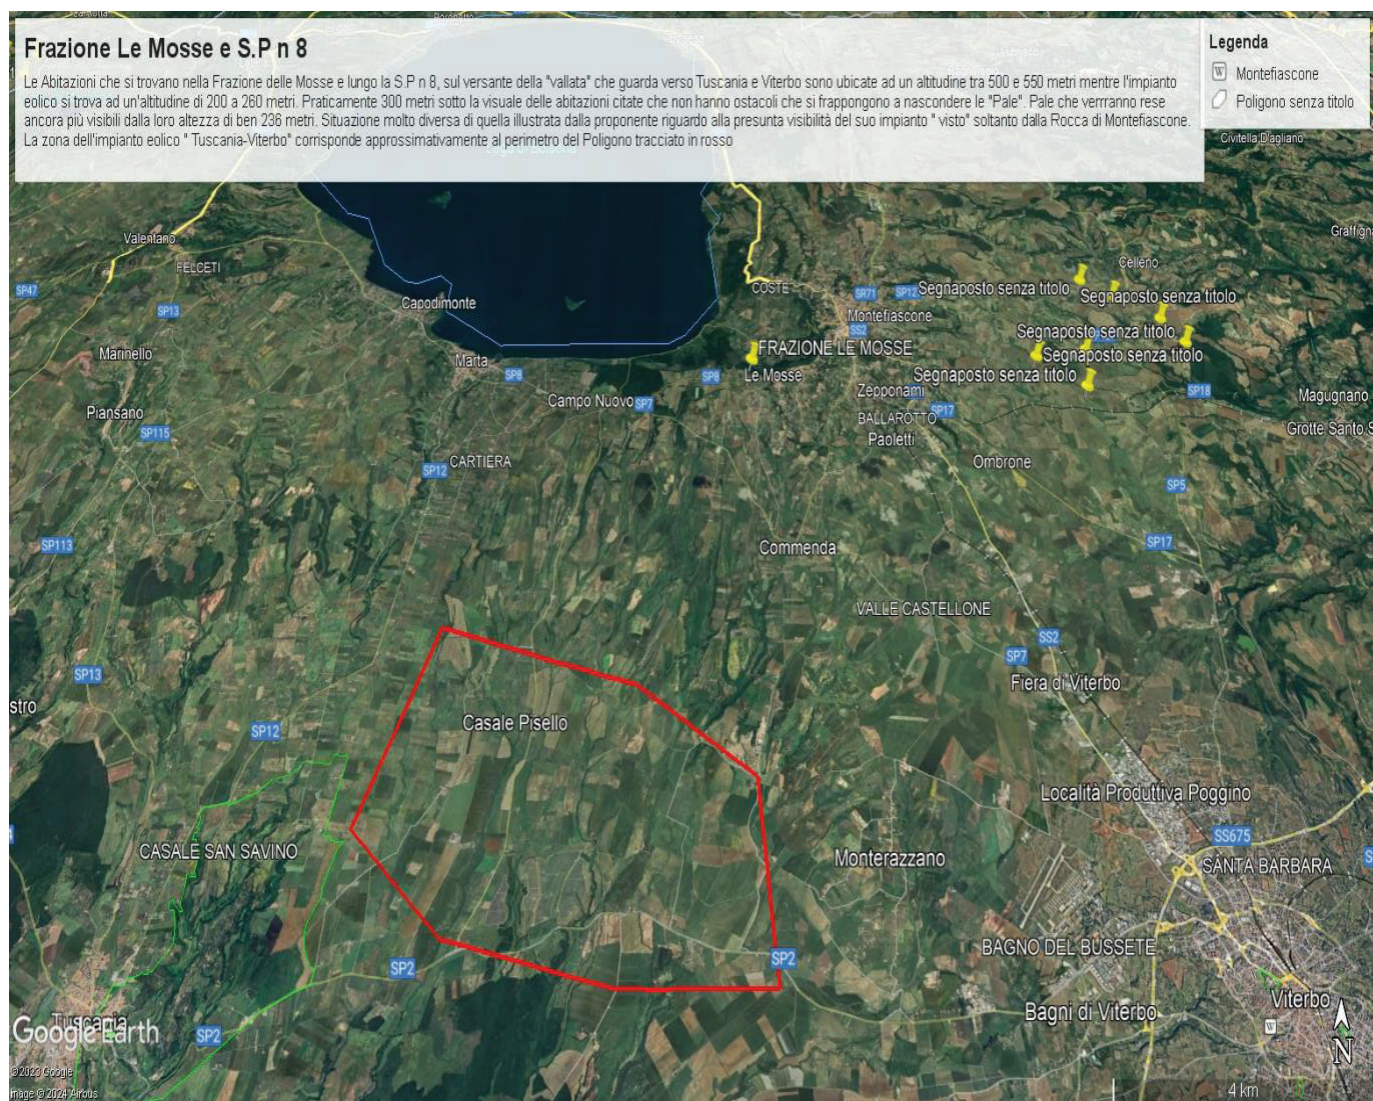 Frazione Le Mosse e S.P n 8
Le Abitazioni che si trovano nella Frazione delle Mosse e lungo la S.P n 8, sul versante della "vallata" che guarda verso Tuscania e Viterbo sono ubicate ad un altitudine tra 500 e 550 metri mentre l'impianto
eolico si trova ad un'altitudine di 200 a 260 metri. Praticamente 300 metri sotto la visuale delle abitazioni citate che non hanno ostacoli che si frappongono a nascondere le "Pale". Pale che verrranno rese
ancora più visibili dalla loro altezza di ben 236 metri. Situazione molto diversa di quella illustrata dalla proponente riguardo alla presunta visibilità del suo impianto " visto" soltanto dalla Rocca di Montefiascone.
La zona dell'impianto eolico " Tuscania-Viterbo" corrisponde approssimativamente al perimetro del Poligono tracciato in rosso
Legenda
Montefiascone
Poligono senza titolo
Civitella D'agliano
Valentano
Graffign
FELCETI
Celleno
SP47
COSTE
SR71
SP12
Segnaposto senza titolo
Segnaposto senza titolo
Capodimonte
SP13
Montefiascone
SS2
Segnaposto senza titolo
Marinello
FRAZIONE LE MOSSE
Segnaposto senza titolo
Marta
SP8
SP8
Le Mosse
Segnaposto senza titolo
Zepponami
SP18
Magugnano
Piansano
Campo Nuovo
SP7
SP17
BALLAROTTO
Grotte Santo S
SP115
Paoletti
SP12
CARTIERA
Ombrone
SP5
SP113
Commenda
SP17
VALLE CASTELLONE
SS2
SP7
SP13
Fiera di Viterbo
stro
Casale Pisello
SP12
Località Produttiva Poggino
SS675
CASALE SAN SAVINO
Monterazzano
SANTA BARBARA
BAGNO DEL BUSSETE
SP2
SP2
Viterbo
Bagni di Viterbo
Tuscania
Google Earth
SP2
N
©2023 Google
Image © 2024 Airbus
4 km